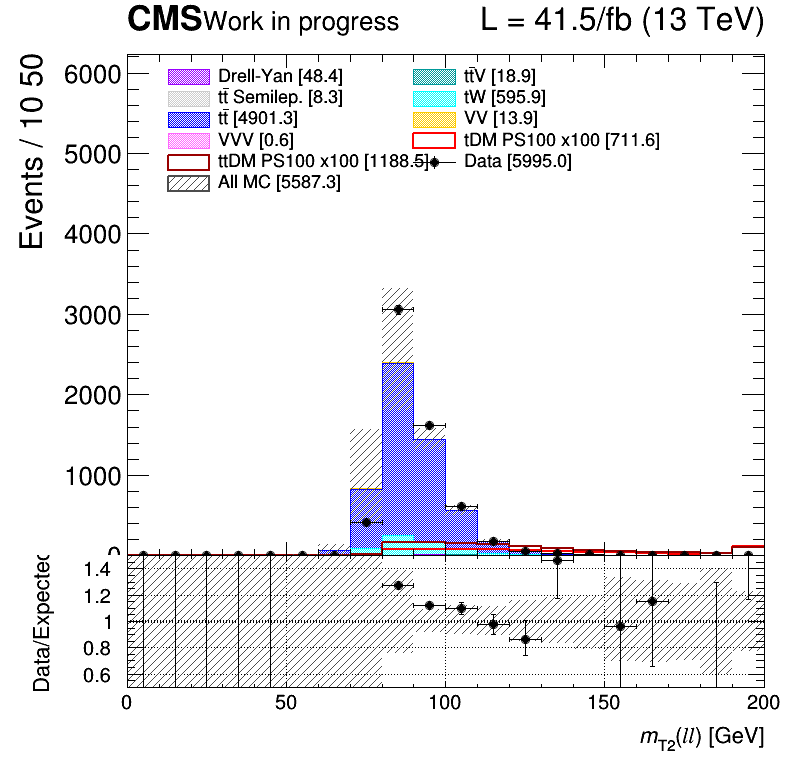 CMS Work in progress L = 41.5/fb (13 TeV)
Events / 10 50
6000
5000
4000
3000
2000
1000
0
Drell-Yan [48.4]
tt̄V [18.9]
tt̄ Semilep. [8.3]
tW [595.9]
tt̄ [4901.3]
VV [13.9]
VVV [0.6]
tDM PS100 x100 [711.6]
ttDM PS100 x100 [1188.5]
Data [5995.0]
All MC [5587.3]
Data/Expected
1.4
1.2
1
0.8
0.6
0 50 100 150 200
mT2(ll) [GeV]